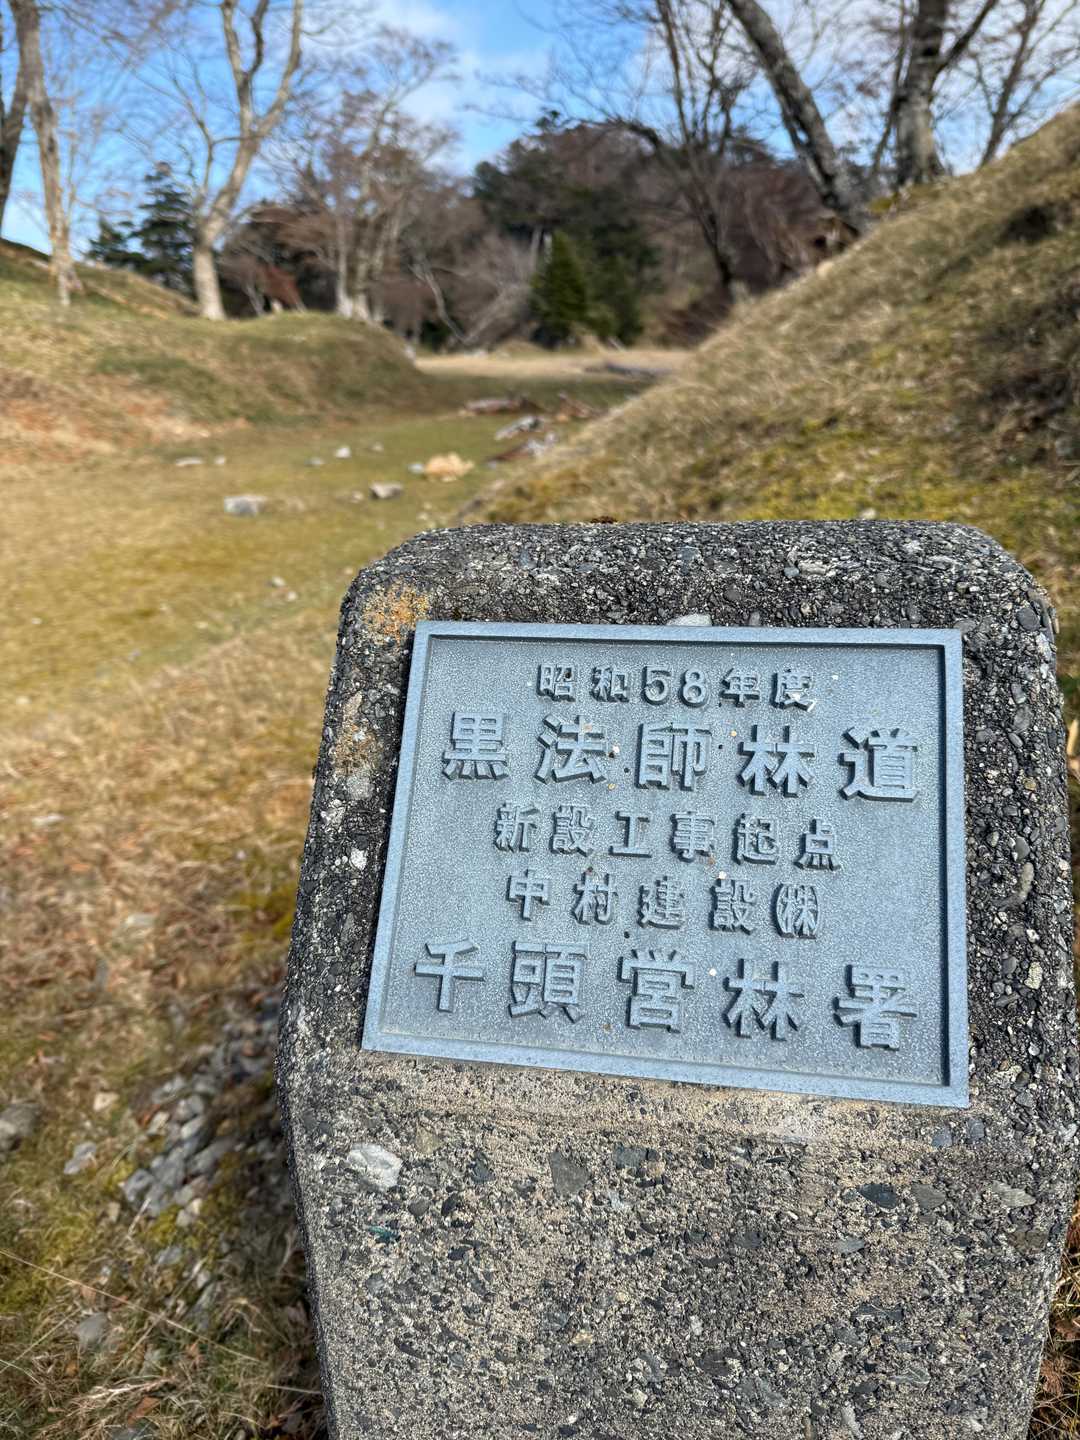 昭和58年度
黒法師林道
新設工事起点
中村建設㈱
千頭営林署